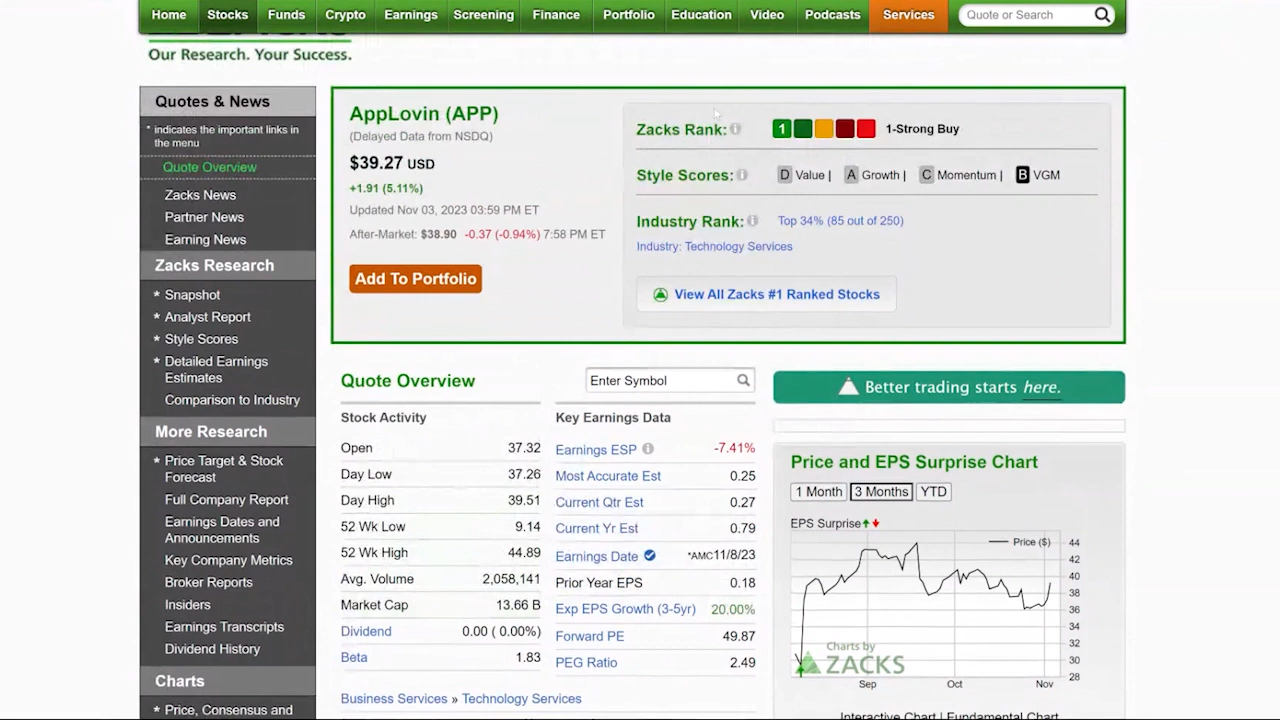 Home Stocks Funds Crypto Earnings Screening Finance Portfolio Education Video Podcasts Services Quote or Search
Our Research. Your Success.
Quotes & News
* indicates the important links in
the menu
Quote Overview
Zacks News
Partner News
Earning News
Zacks Research
* Snapshot
* Analyst Report
* Style Scores
* Detailed Earnings
Estimates
Comparison to Industry
More Research
* Price Target & Stock
Forecast
Full Company Report
Earnings Dates and
Announcements
Key Company Metrics
Broker Reports
Insiders
Earnings Transcripts
Dividend History
Charts
* Price, Consensus and
AppLovin (APP)
(Delayed Data from NSDQ)
$39.27 USD
+1.91 (5.11%)
Updated Nov 03, 2023 03:59 PM ET
After-Market: $38.90 -0.37 (-0.94%) 7:58 PM ET
Add To Portfolio
Zacks Rank: 1 1-Strong Buy
Style Scores: D Value | A Growth | C Momentum | B VGM
Industry Rank: Top 34% (85 out of 250)
Industry: Technology Services
View All Zacks #1 Ranked Stocks
Quote Overview
Enter Symbol
Stock Activity
Open 37.32
Day Low 37.26
Day High 39.51
52 Wk Low 9.14
52 Wk High 44.89
Avg. Volume 2,058,141
Market Cap 13.66 B
Dividend 0.00 ( 0.00%)
Beta 1.83
Key Earnings Data
Earnings ESP -7.41%
Most Accurate Est 0.25
Current Qtr Est 0.27
Current Yr Est 0.79
Earnings Date *AMC11/8/23
Prior Year EPS 0.18
Exp EPS Growth (3-5yr) 20.00%
Forward PE 49.87
PEG Ratio 2.49
Business Services » Technology Services
Better trading starts here.
Price and EPS Surprise Chart
1 Month 3 Months YTD
EPS Surprise
Price ($)
44
42
40
38
36
34
32
30
28
Charts by
ZACKS
Sep Oct Nov
Interactive Chart | Fundamental Chart